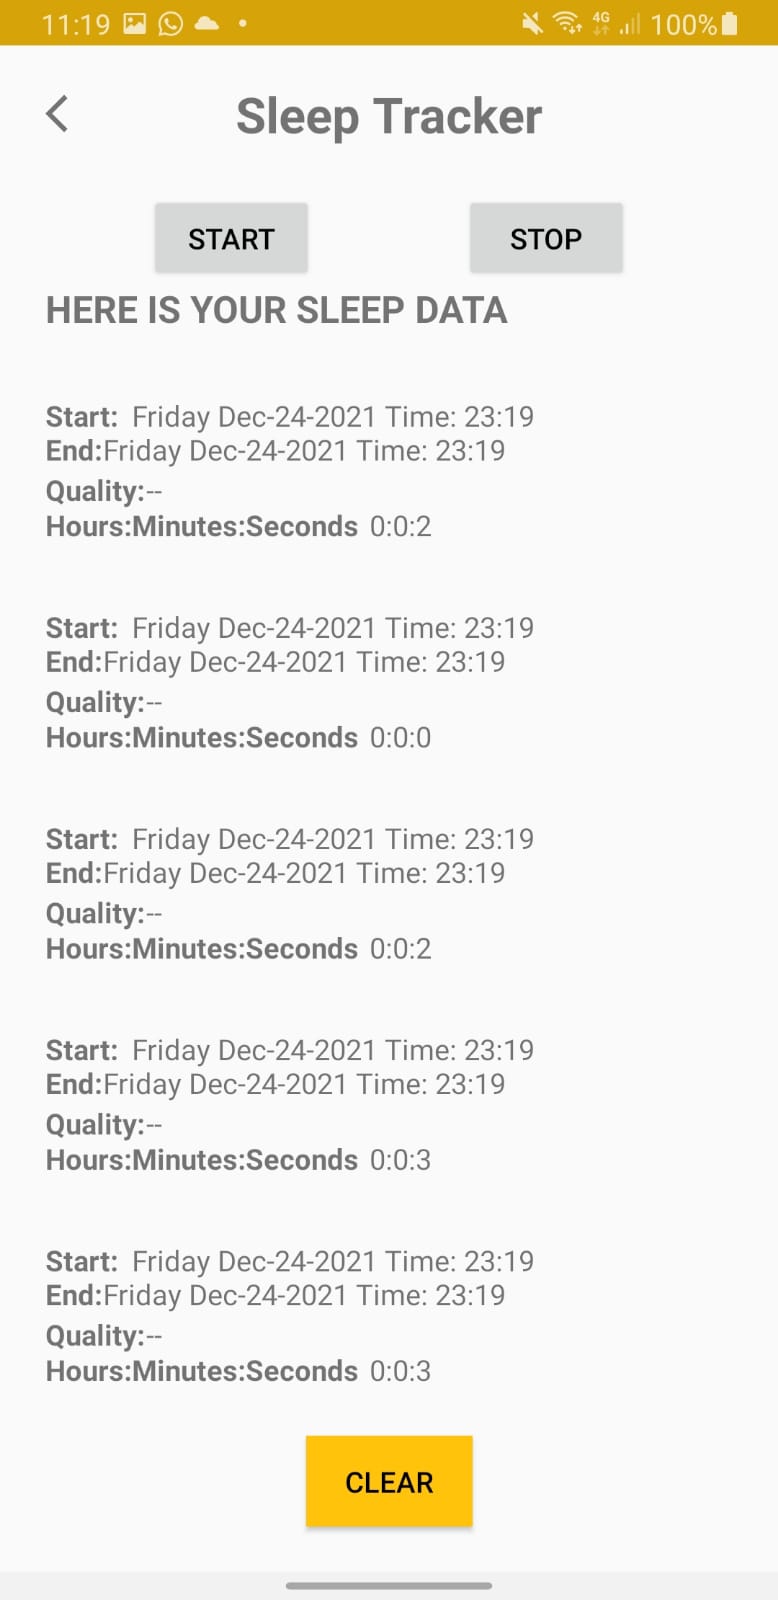 11:19 4G 100%
Sleep Tracker
START STOP
HERE IS YOUR SLEEP DATA
Start: Friday Dec-24-2021 Time: 23:19
End:Friday Dec-24-2021 Time: 23:19
Quality:--
Hours:Minutes:Seconds 0:0:2
Start: Friday Dec-24-2021 Time: 23:19
End:Friday Dec-24-2021 Time: 23:19
Quality:--
Hours:Minutes:Seconds 0:0:0
Start: Friday Dec-24-2021 Time: 23:19
End:Friday Dec-24-2021 Time: 23:19
Quality:--
Hours:Minutes:Seconds 0:0:2
Start: Friday Dec-24-2021 Time: 23:19
End:Friday Dec-24-2021 Time: 23:19
Quality:--
Hours:Minutes:Seconds 0:0:3
Start: Friday Dec-24-2021 Time: 23:19
End:Friday Dec-24-2021 Time: 23:19
Quality:--
Hours:Minutes:Seconds 0:0:3
CLEAR